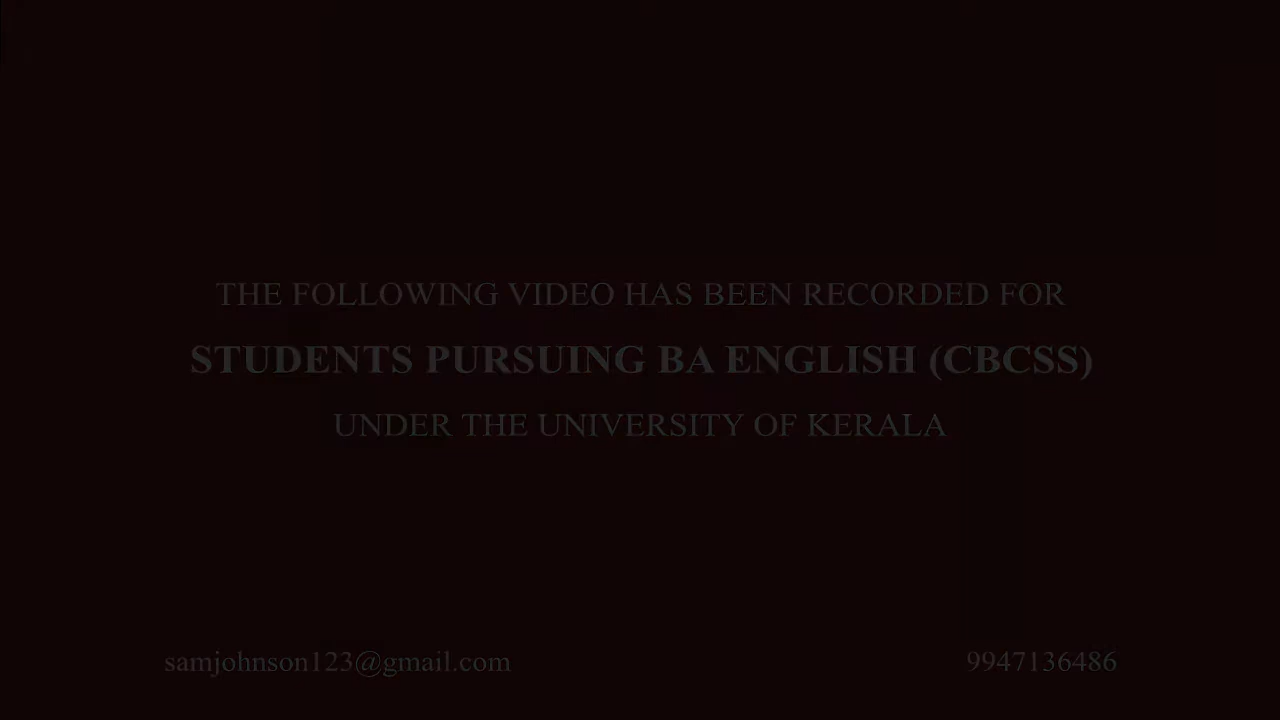 THE FOLLOWING VIDEO HAS BEEN RECORDED FOR
STUDENTS PURSUING BA ENGLISH (CBCSS)
UNDER THE UNIVERSITY OF KERALA
samjohnson123@gmail.com
9947136486